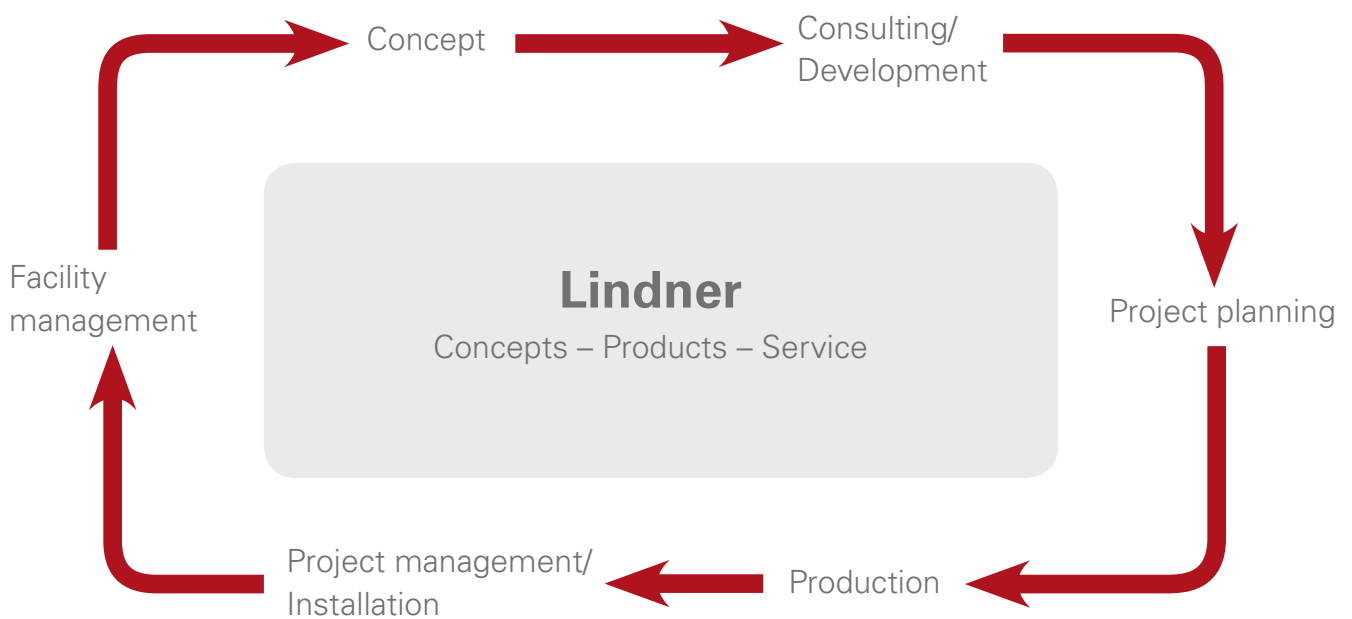 Concept
Consulting/
Development
Facility
management
Lindner
Concepts – Products – Service
Project planning
Project management/
Installation
Production